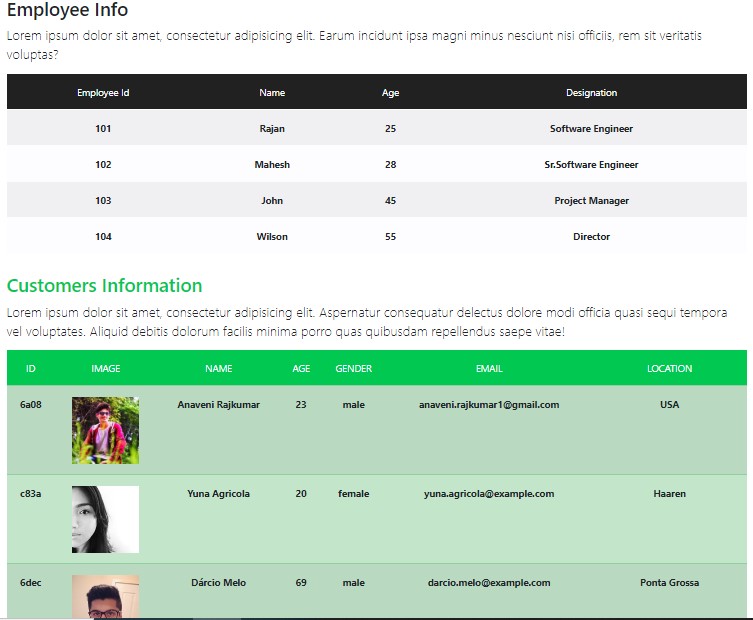 Employee Info
Lorem ipsum dolor sit amet, consectetur adipisicing elit. Earum incidunt ipsa magni minus nesciunt nisi officiis, rem sit veritatis
voluptas?
Employee Id Name Age Designation
101 Rajan 25 Software Engineer
102 Mahesh 28 Sr.Software Engineer
103 John 45 Project Manager
104 Wilson 55 Director
Customers Information
Lorem ipsum dolor sit amet, consectetur adipisicing elit. Aspernatur consequatur delectus dolore modi officia quasi sequi tempora
vel voluptates. Aliquid debitis dolorum facilis minima porro quas quibusdam repellendus saepe vitae!
ID IMAGE NAME AGE GENDER EMAIL LOCATION
6a08 Anaveni Rajkumar 23 male anaveni.rajkumar1@gmail.com USA
c83a Yuna Agricola 20 female yuna.agricola@example.com Haaren
6dec Dárcio Melo 69 male darcio.melo@example.com Ponta Grossa